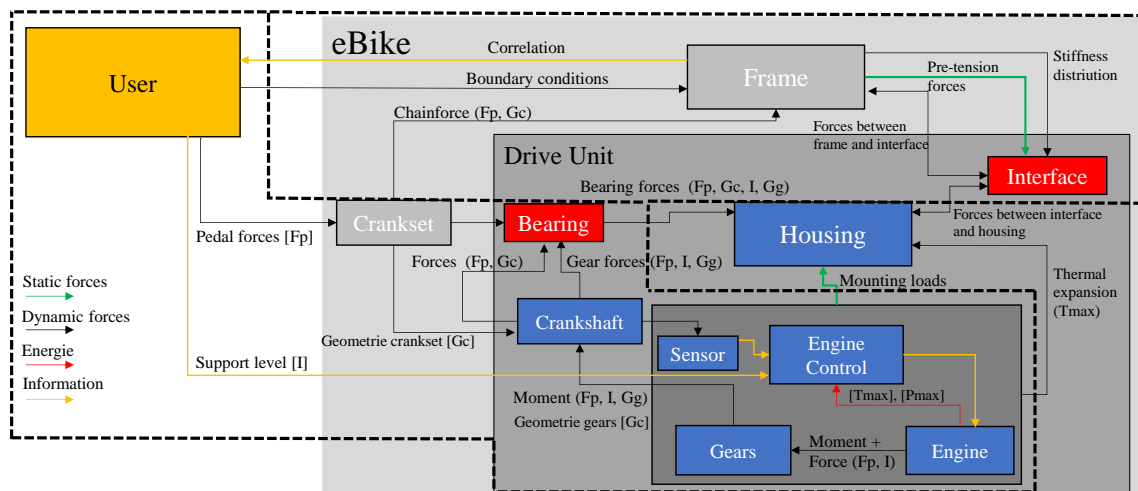 eBike
User
Correlation
Boundary conditions
Frame
Stiffness
distriution
Pre-tension
forces
Chainforce (Fp, Gc)
Forces between
frame and interface
Drive Unit
Interface
Bearing forces  (Fp, Gc, I, Gg)
Crankset
Bearing
Housing
Forces between interface
and housing
Pedal forces [Fp]
Forces  (Fp, Gc)
Gear forces (Fp, I, Gg)
Mounting loads
Thermal
expansion
(Tmax)
Static forces
Dynamic forces
Energie
Information
Crankshaft
Geometrie crankset [Gc]
Sensor
Engine
Control
Support level [I]
[Tmax], [Pmax]
Moment (Fp, I, Gg)
Geometric gears [Gc]
Gears
Moment +
Force (Fp, I)
Engine